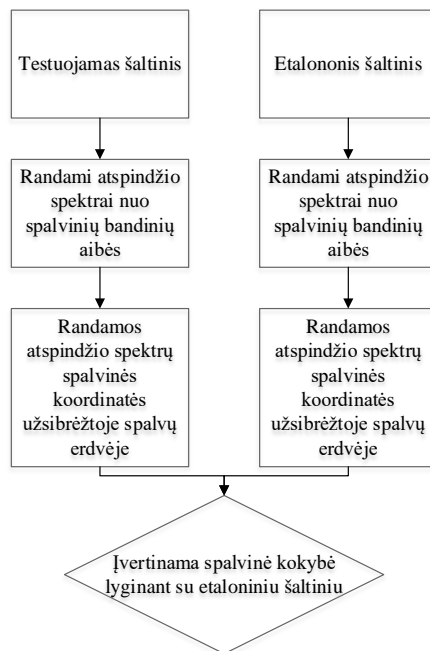 Testuojamas šaltinis
Etalononis šaltinis
Randami atspindžio
spektrai nuo
spalvinių bandinių
aibės
Randami atspindžio
spektrai nuo
spalvinių bandinių
aibės
Randamos
atspindžio spektrų
spalvinės
koordinatės
užsibrėžtoje spalvų
erdvėje
Randamos
atspindžio spektrų
spalvinės
koordinatės
užsibrėžtoje spalvų
erdvėje
Įvertinama spalvinė kokybė
lyginant su etaloniniu šaltiniu